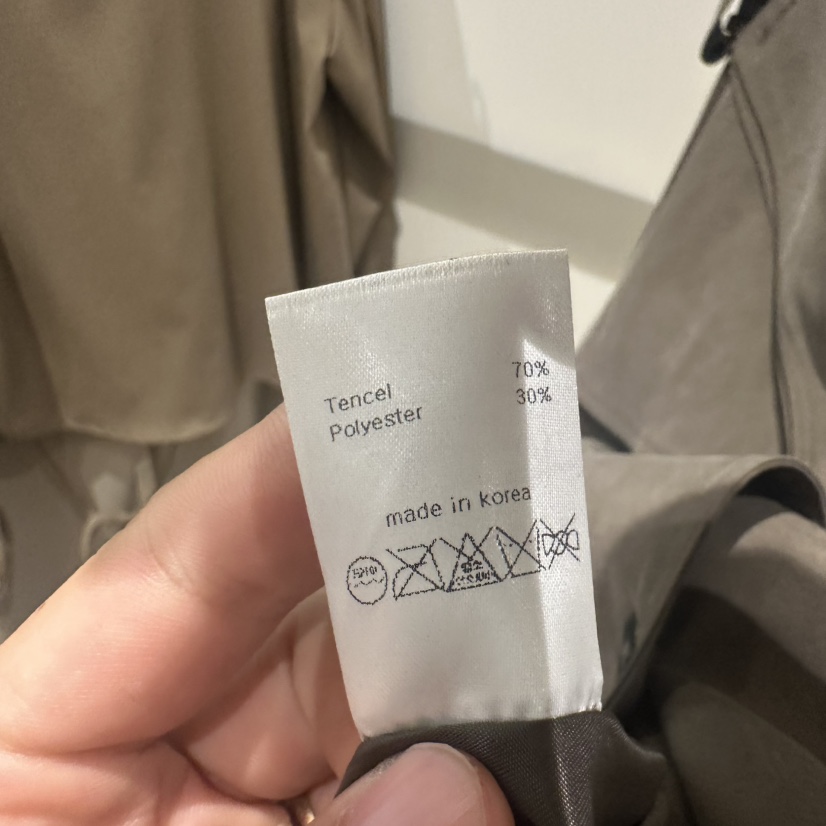 Tencel 70%
Polyester 30%
made in korea